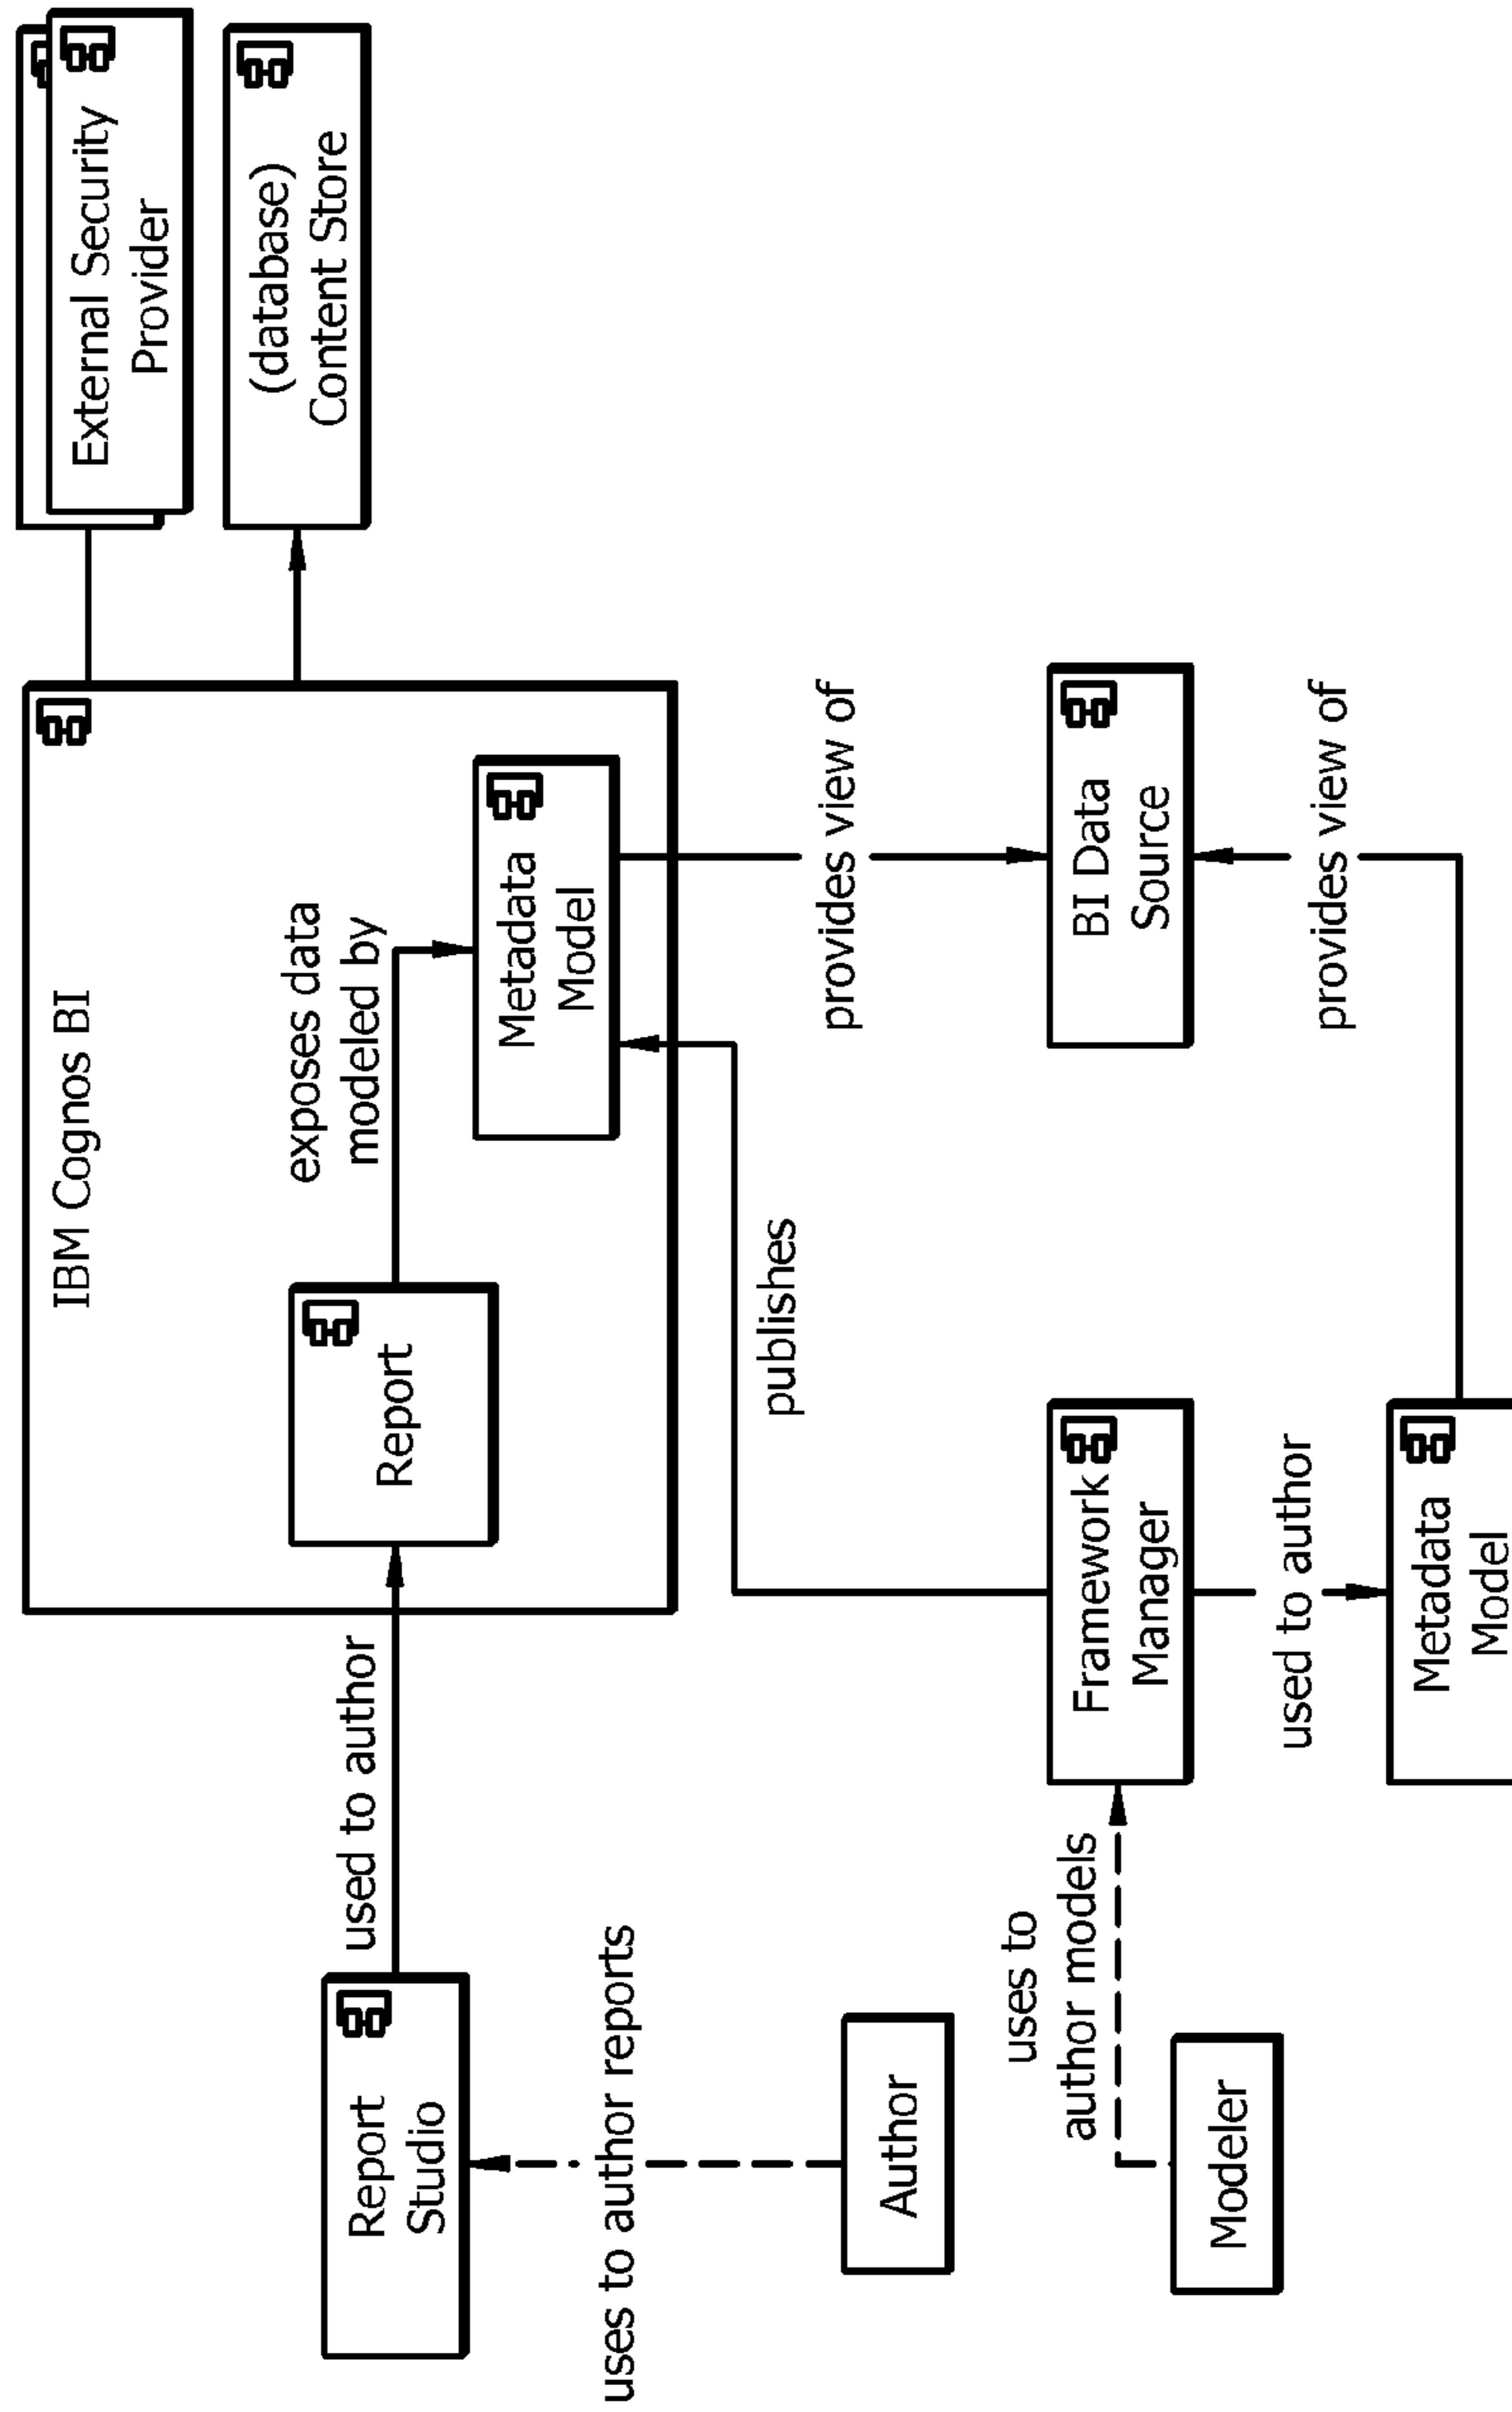 External Security
Provider
(database)
Content Store
IBM Cognos BI
exposes data
modeled by
Report
Metadata
Model
used to author
Report
Studio
uses to author reports
Author
publishes
provides view of
BI Data
Source
provides view of
Framework
Manager
used to author
Metadata
Model
uses to
author models
Modeler